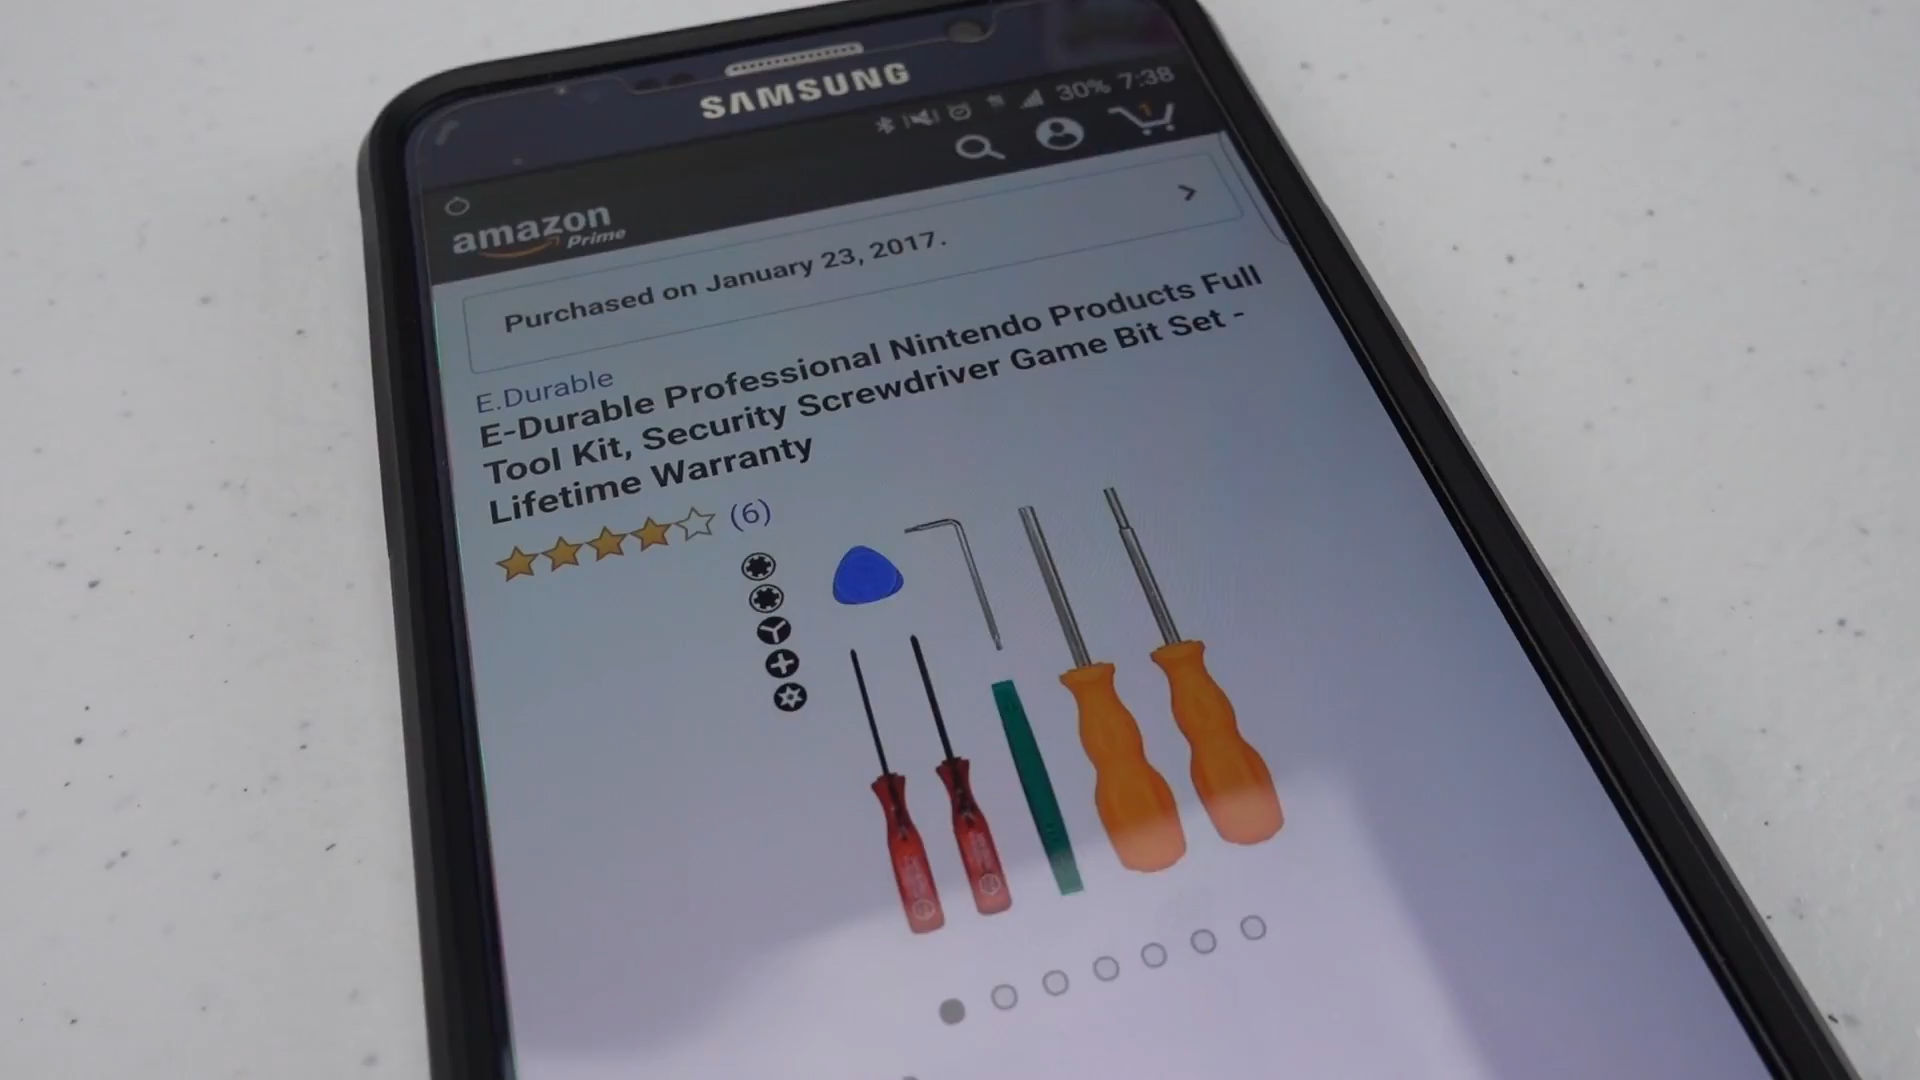 SAMSUNG
30% 7:38
1
amazon
Prime
Purchased on January 23, 2017.
E.Durable
E-Durable Professional Nintendo Products Full
Tool Kit, Security Screwdriver Game Bit Set -
Lifetime Warranty
(6)